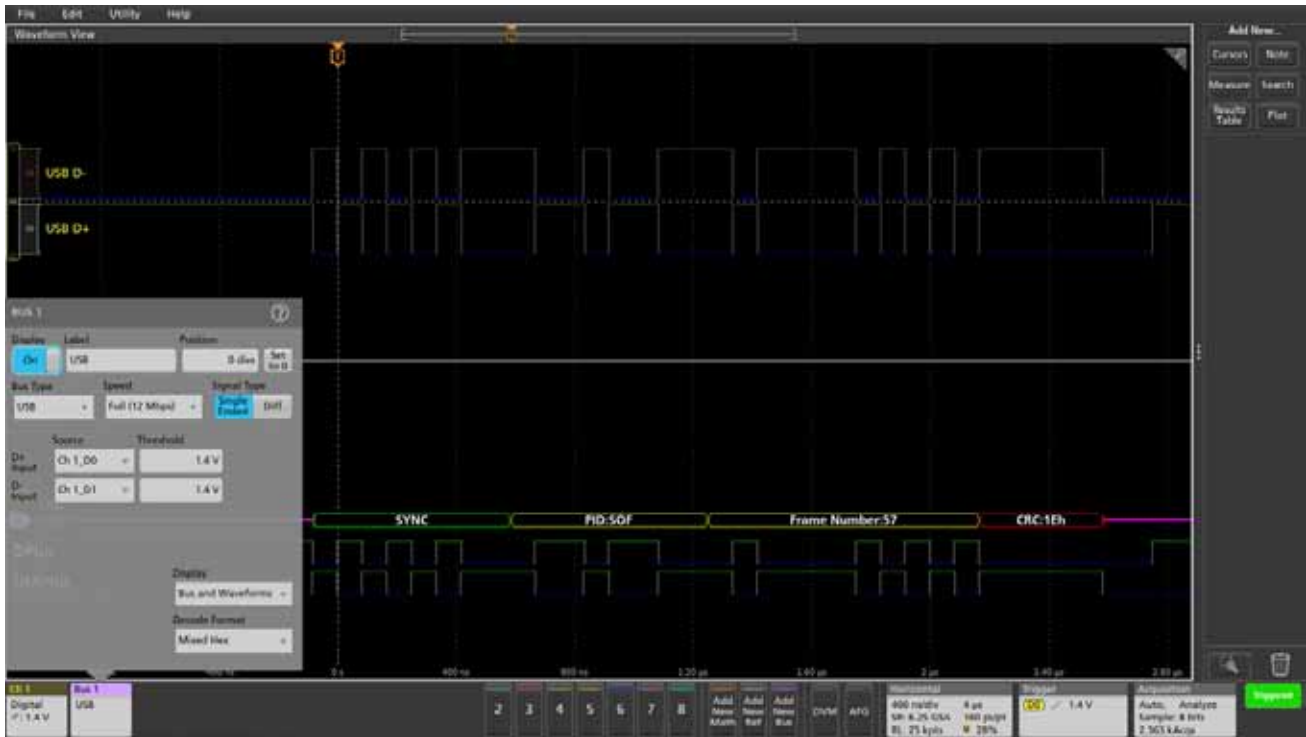 File Edit Utility Help
Waveform View
Add New...
Cursors Note
Measure Search
Results Table Plot
USB D-
USB D+
BUS 1
Display Label Position
On USB 0 divs Set to 0
Bus Type Speed Signal Type
USB Full (12 Mbps) Single Ended Diff
Source Threshold
D+ Input Ch 1_D0 1.4 V
D- Input Ch 1_D1 1.4 V
SYNC PID:SOF Frame Number:57 CRC:1Eh
Display
Bus and Waveforms
Decode Format
Mixed Hex
0 s 400 ns 800 ns 1.20 µs 1.60 µs 2 µs 2.40 µs 2.80 µs
Ch 1
Digital
1.4 V
Bus 1
USB
2 3 4 5 6 7 8
Add New Math
Add New Ref
Add New Bus
DVM AFG
Horizontal
400 ns/div 4 µs
SR: 6.25 GS/s 160 ps/pt
RL: 25 kpts 28%
Trigger
D0 1.4 V
Acquisition
Auto, Analyze
Sample: 8 bits
2.563 kAcqs
Stopped